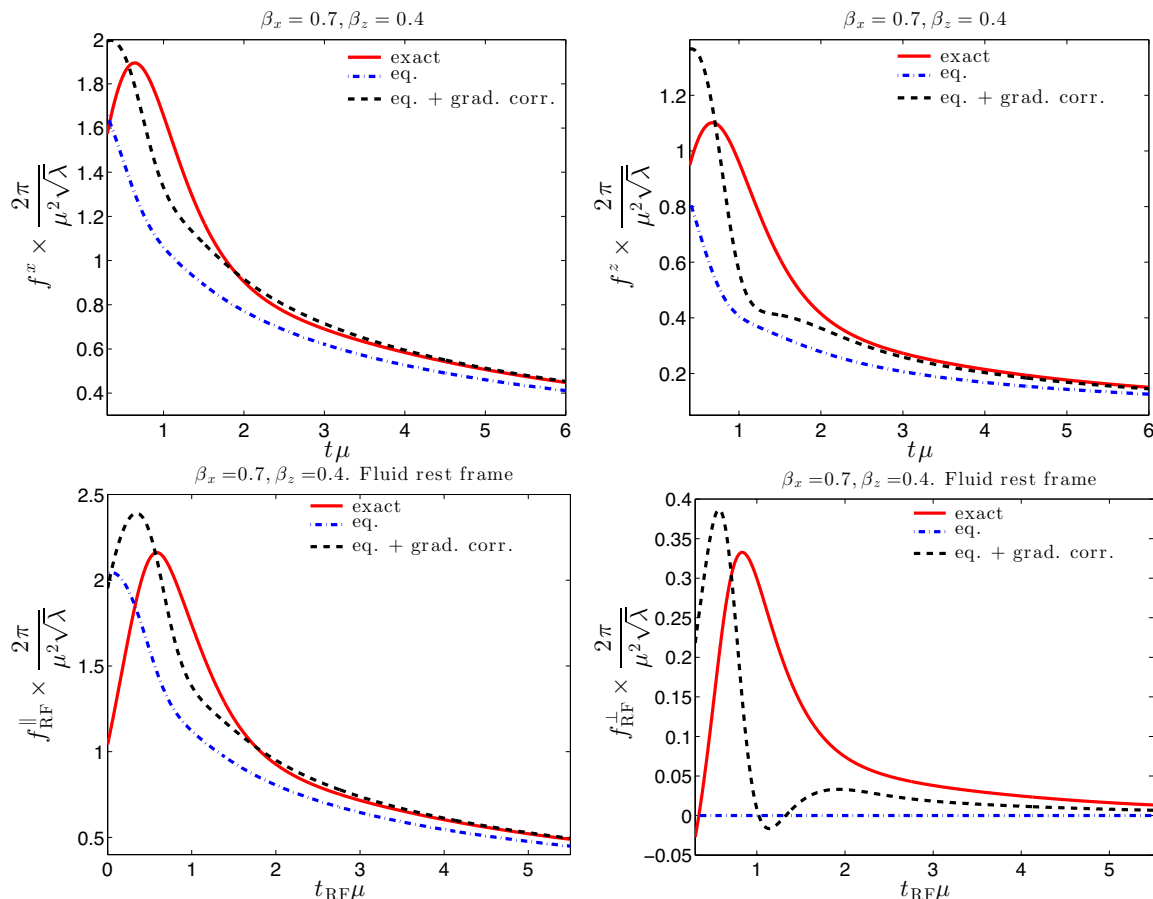 β_x = 0.7, β_z = 0.4
f^x × 2π / μ²√λ
2
1.8
1.6
1.4
1.2
1
0.8
0.6
0.4
exact
eq.
eq. + grad. corr.
1 2 3 4 5 6
tμ
β_x = 0.7, β_z = 0.4
f^z × 2π / μ²√λ
1.2
1
0.8
0.6
0.4
0.2
exact
eq.
eq. + grad. corr.
1 2 3 4 5 6
tμ
β_x =0.7, β_z =0.4. Fluid rest frame
f^∥_RF × 2π / μ²√λ
2.5
2
1.5
1
0.5
exact
eq.
eq. + grad. corr.
0 1 2 3 4 5
t_RFμ
β_x =0.7, β_z =0.4. Fluid rest frame
f^⊥_RF × 2π / μ²√λ
0.4
0.35
0.3
0.25
0.2
0.15
0.1
0.05
0
−0.05
exact
eq.
eq. + grad. corr.
1 2 3 4 5
t_RFμ